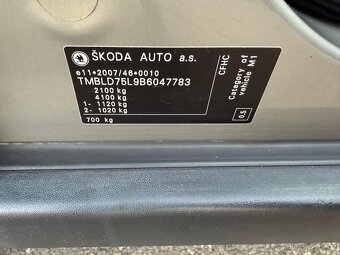 ŠKODA AUTO a.s.
e11*2007/46*0010
TMBLD75L9B6047783
2100 kg
4100 kg
1- 1120 kg
2- 1020 kg
700 kg
CFHC
Category of
vehicle M1
0.5